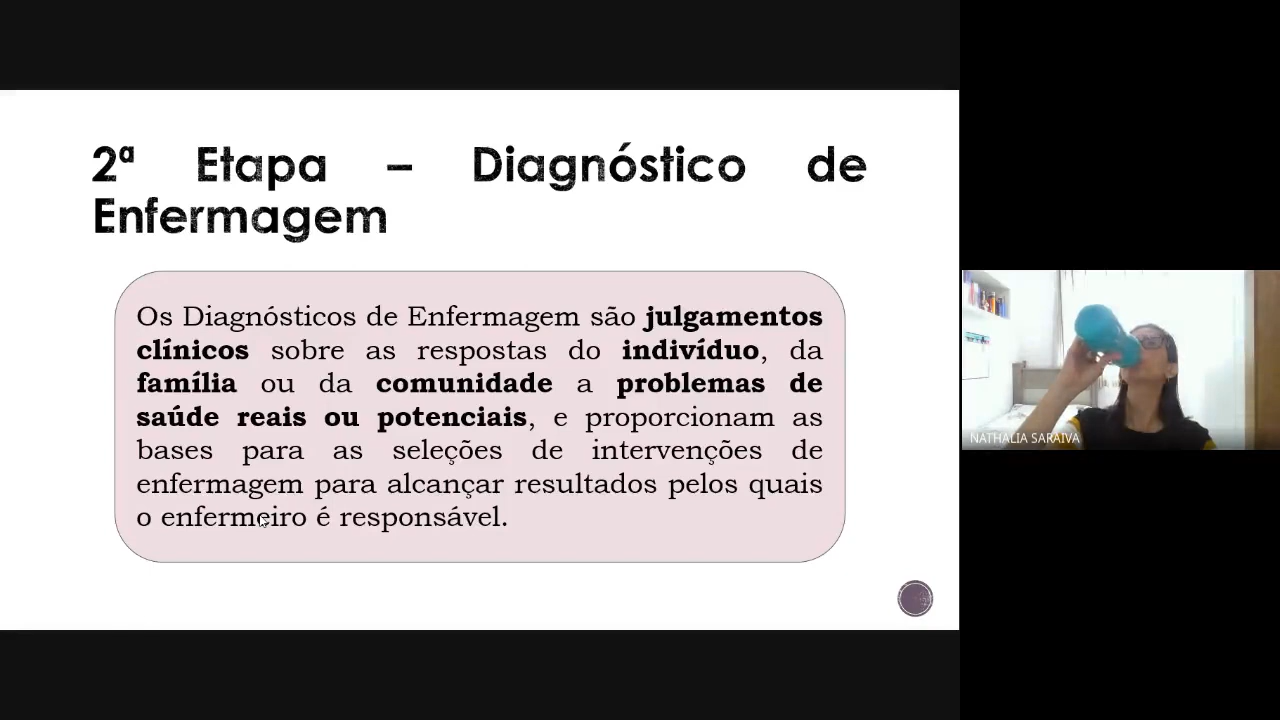 2ª Etapa – Diagnóstico de
Enfermagem
Os Diagnósticos de Enfermagem são julgamentos
clínicos sobre as respostas do indivíduo, da
família ou da comunidade a problemas de
saúde reais ou potenciais, e proporcionam as
bases para as seleções de intervenções de
enfermagem para alcançar resultados pelos quais
o enfermeiro é responsável.
NATHALIA SARAIVA